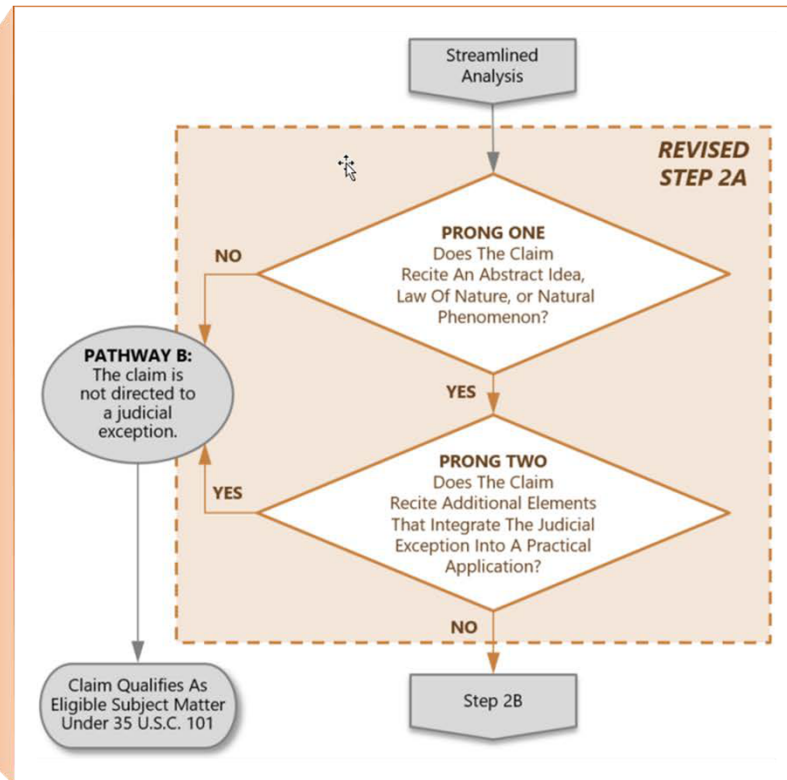 Streamlined
Analysis
REVISED
STEP 2A
PRONG ONE
Does The Claim
Recite An Abstract Idea,
Law Of Nature, or Natural
Phenomenon?
NO
PATHWAY B:
The claim is
not directed to
a judicial
exception.
YES
PRONG TWO
Does The Claim
Recite Additional Elements
That Integrate The Judicial
Exception Into A Practical
Application?
YES
NO
Claim Qualifies As
Eligible Subject Matter
Under 35 U.S.C. 101
Step 2B